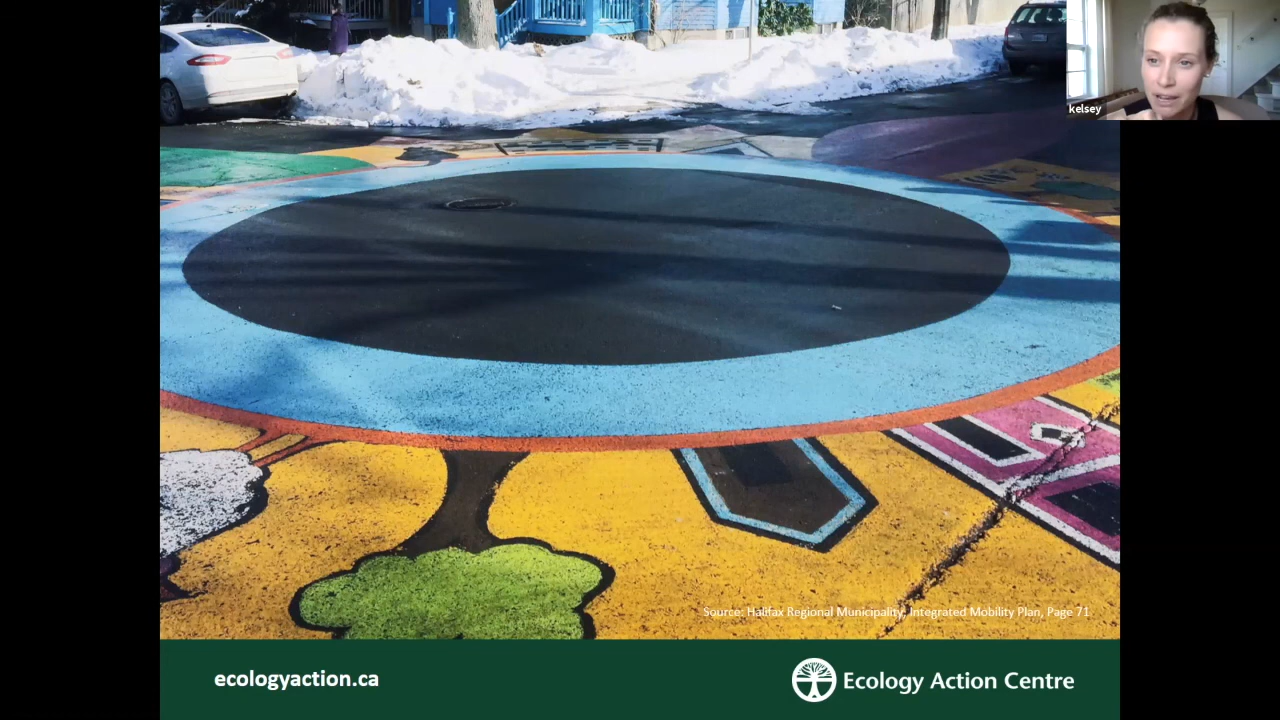 kelsey
Source: Halifax Regional Municipality, Integrated Mobility Plan, Page 71
ecologyaction.ca
Ecology Action Centre